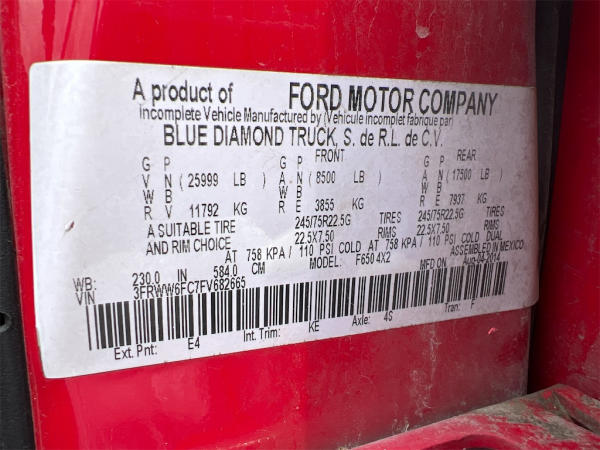 A product of FORD MOTOR COMPANY
Incomplete Vehicle Manufactured by (Vehicule incomplet fabrique par)
BLUE DIAMOND TRUCK, S. de R.L. de C.V.
FRONT REAR
G P G P G P
V N (25999 LB) A N (8500 LB) A N (17500 LB)
W B W B W B
R V 11792 KG R E 3855 KG R E 7937 KG
A SUITABLE TIRE 245/75R22.5G TIRES 245/75R22.5G
AND RIM CHOICE 22.5X7.50 RIMS 22.5X7.50
AT 758 KPA/ 110 PSI COLD AT 758 KPA / 110 PSI COLD DUAL
WB: 230.0 IN 584.0 CM MODEL: F650 4X2 MFD ON ASSEMBLED IN MEXICO
VIN 3FRWW6FC7FV682665
Ext. Pnt: E4 Int. Trim: KE Axle: 4S Tran: F